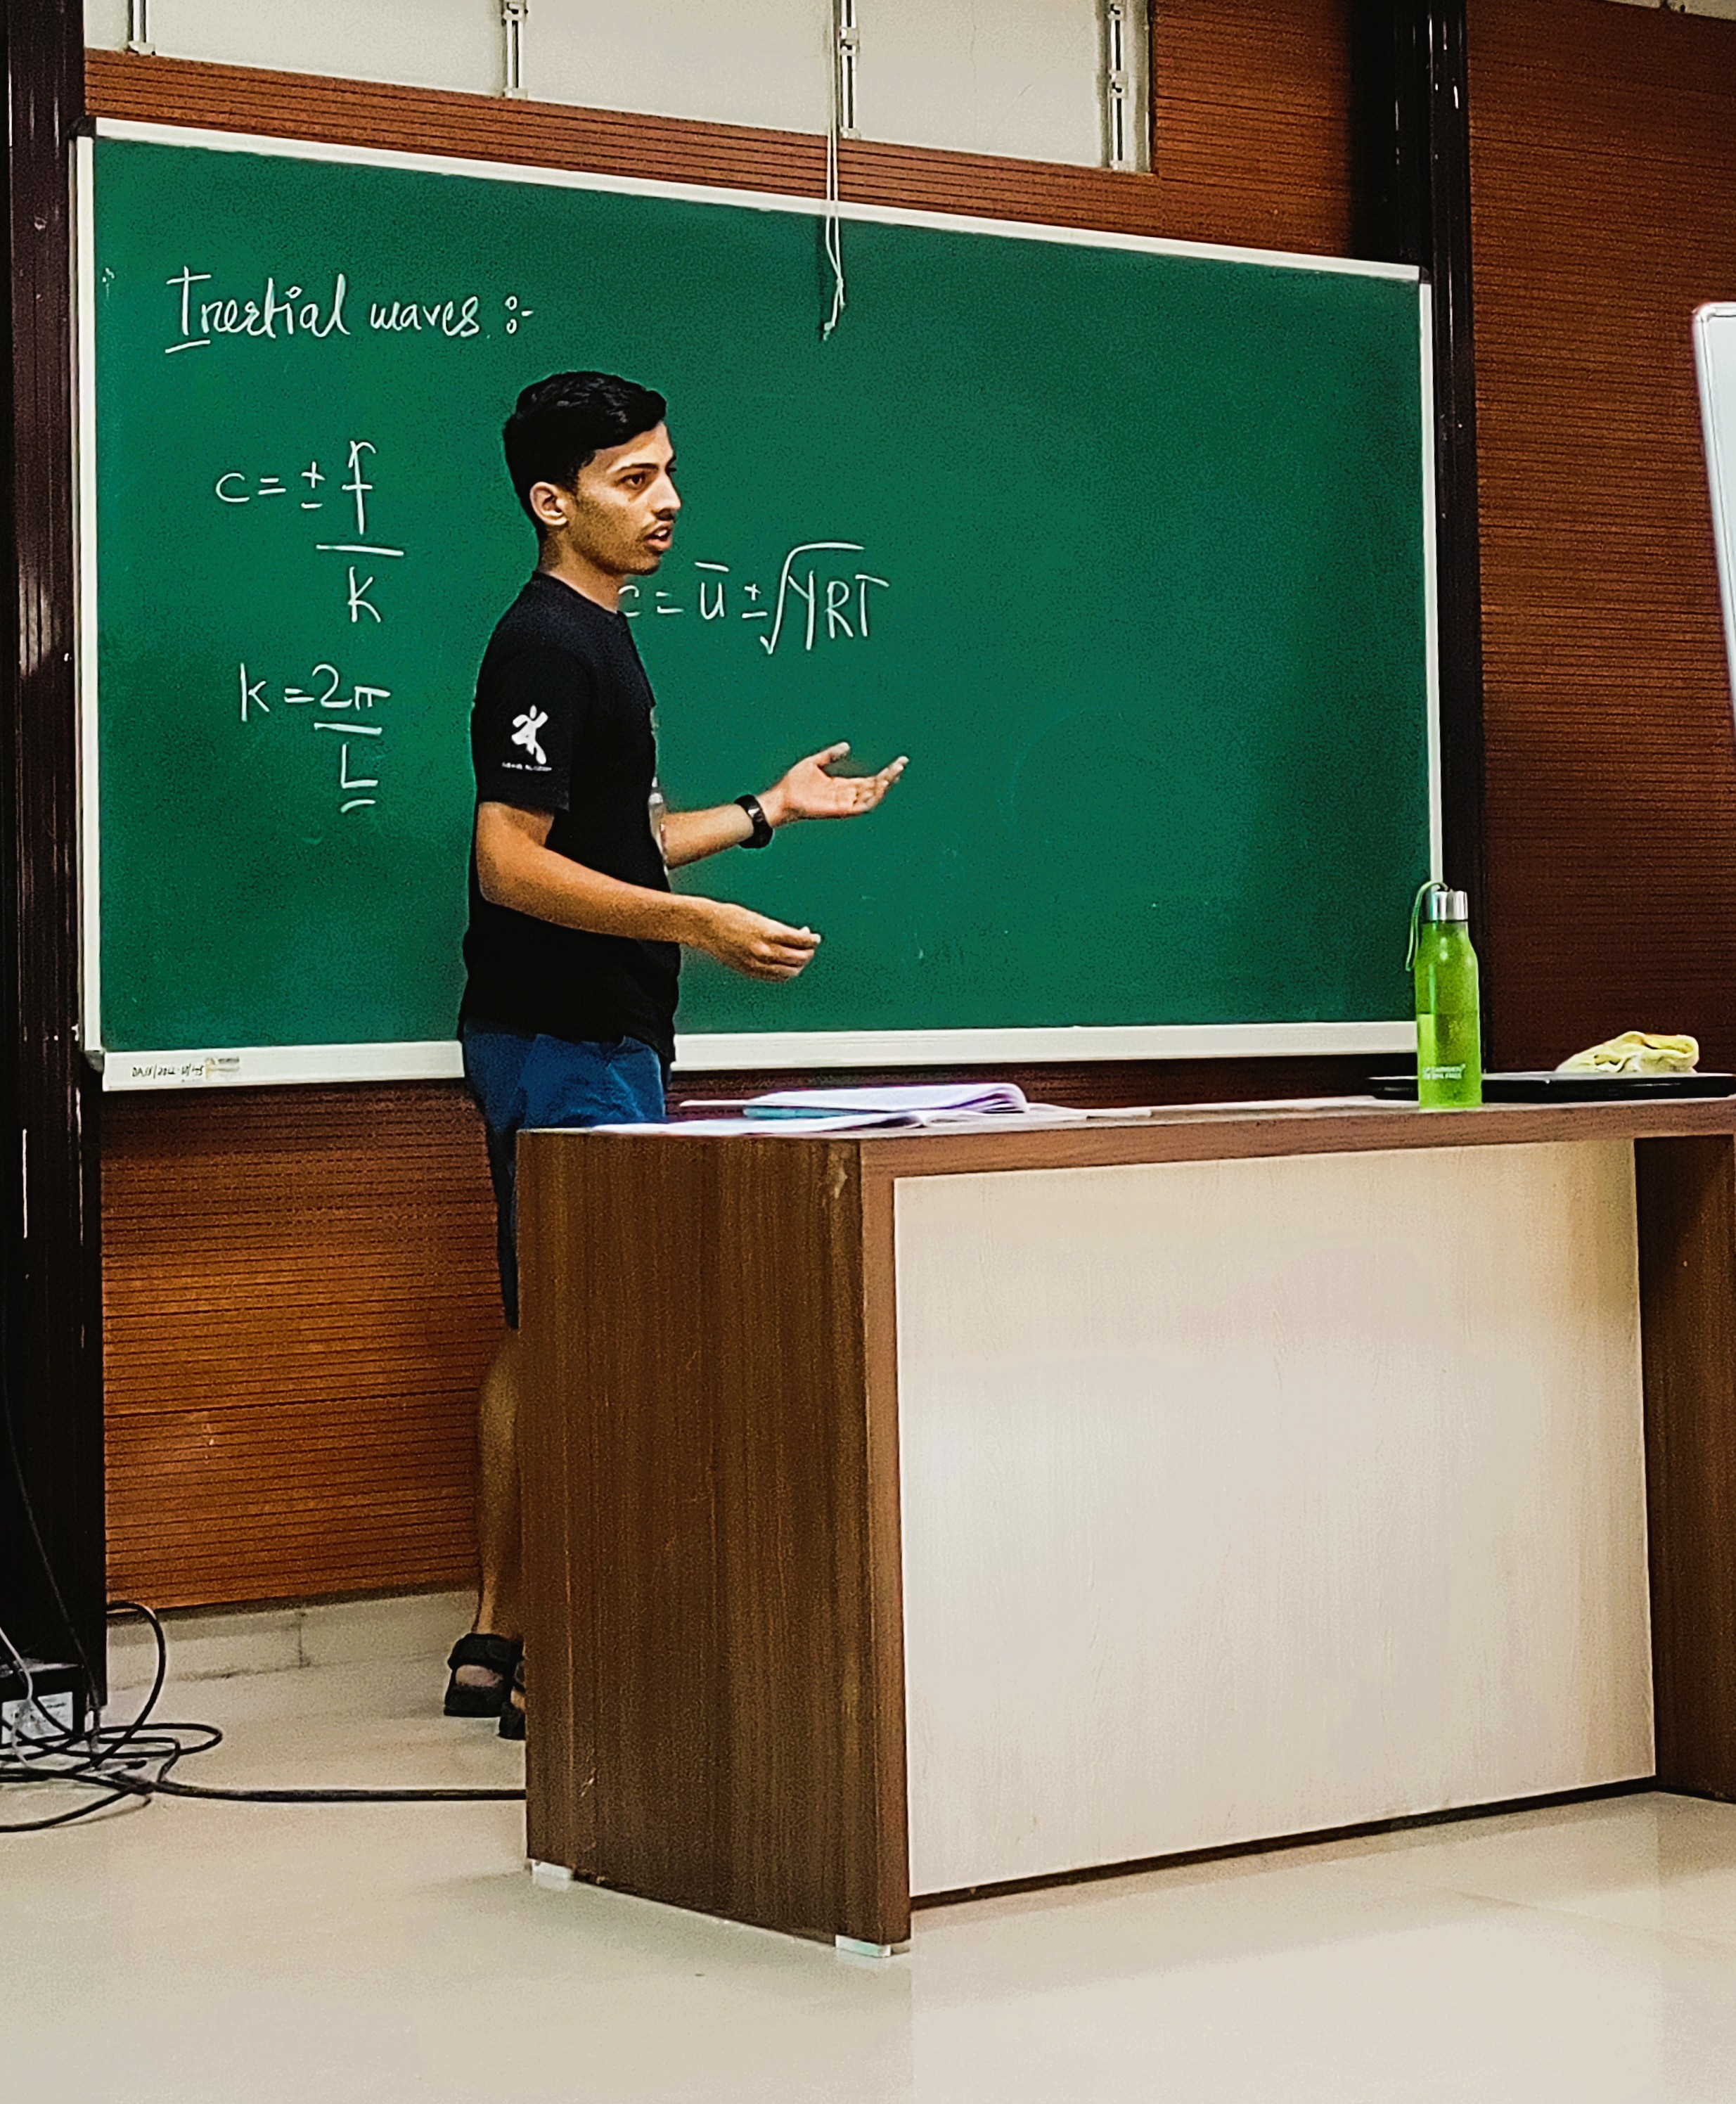 Inertial waves :-
c = ± f / K
c = ū ± √γRT
k = 2π / L